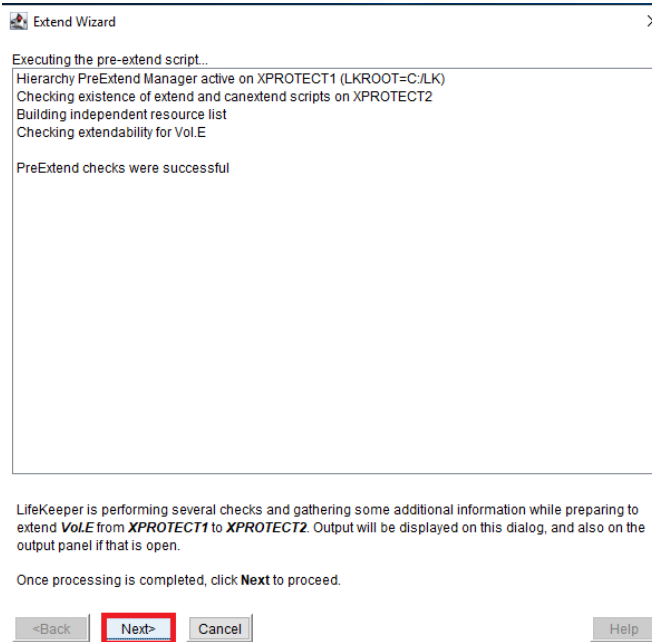 Extend Wizard
Executing the pre-extend script...
Hierarchy PreExtend Manager active on XPROTECT1 (LKROOT=C:/LK)
Checking existence of extend and canextend scripts on XPROTECT2
Building independent resource list
Checking extendability for Vol.E
PreExtend checks were successful
LifeKeeper is performing several checks and gathering some additional information while preparing to
extend Vol.E from XPROTECT1 to XPROTECT2. Output will be displayed on this dialog, and also on the
output panel if that is open.
Once processing is completed, click Next to proceed.
<Back Next> Cancel Help